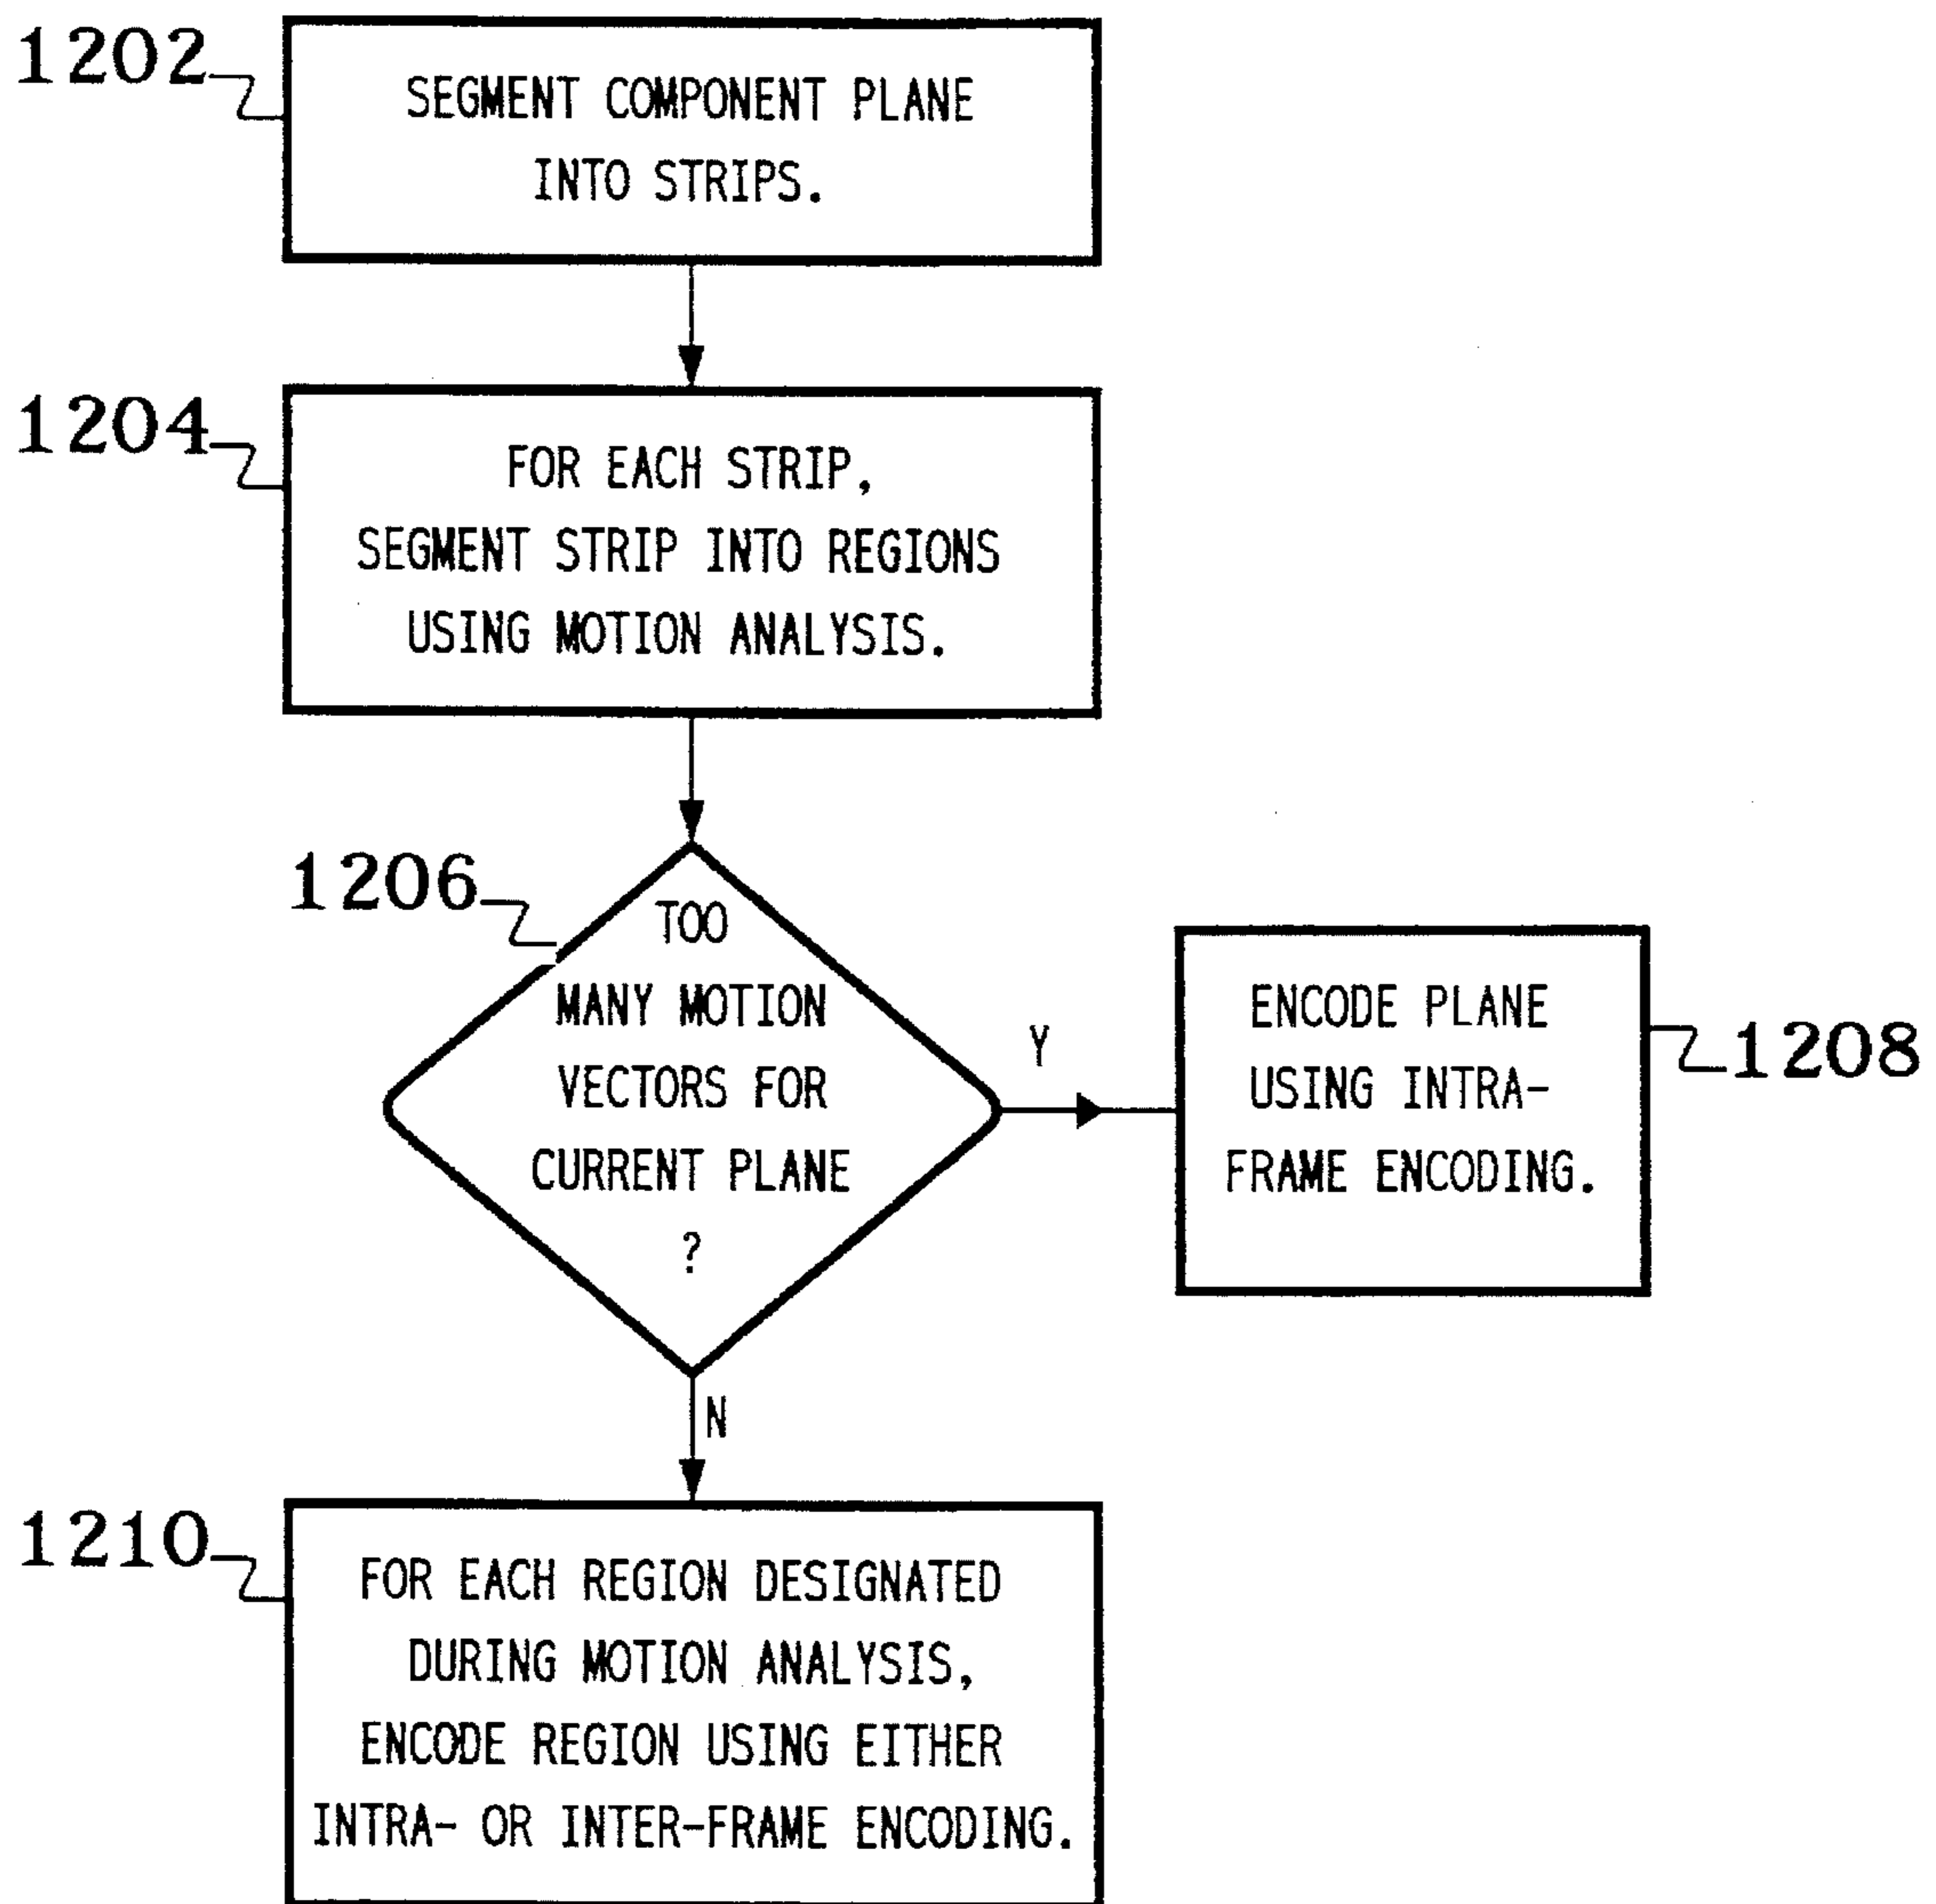 1202
SEGMENT COMPONENT PLANE
INTO STRIPS.
1204
FOR EACH STRIP,
SEGMENT STRIP INTO REGIONS
USING MOTION ANALYSIS.
1206
TOO
MANY MOTION
VECTORS FOR
CURRENT PLANE
?
Y
ENCODE PLANE
USING INTRA-
FRAME ENCODING.
1208
N
1210
FOR EACH REGION DESIGNATED
DURING MOTION ANALYSIS,
ENCODE REGION USING EITHER
INTRA- OR INTER-FRAME ENCODING.